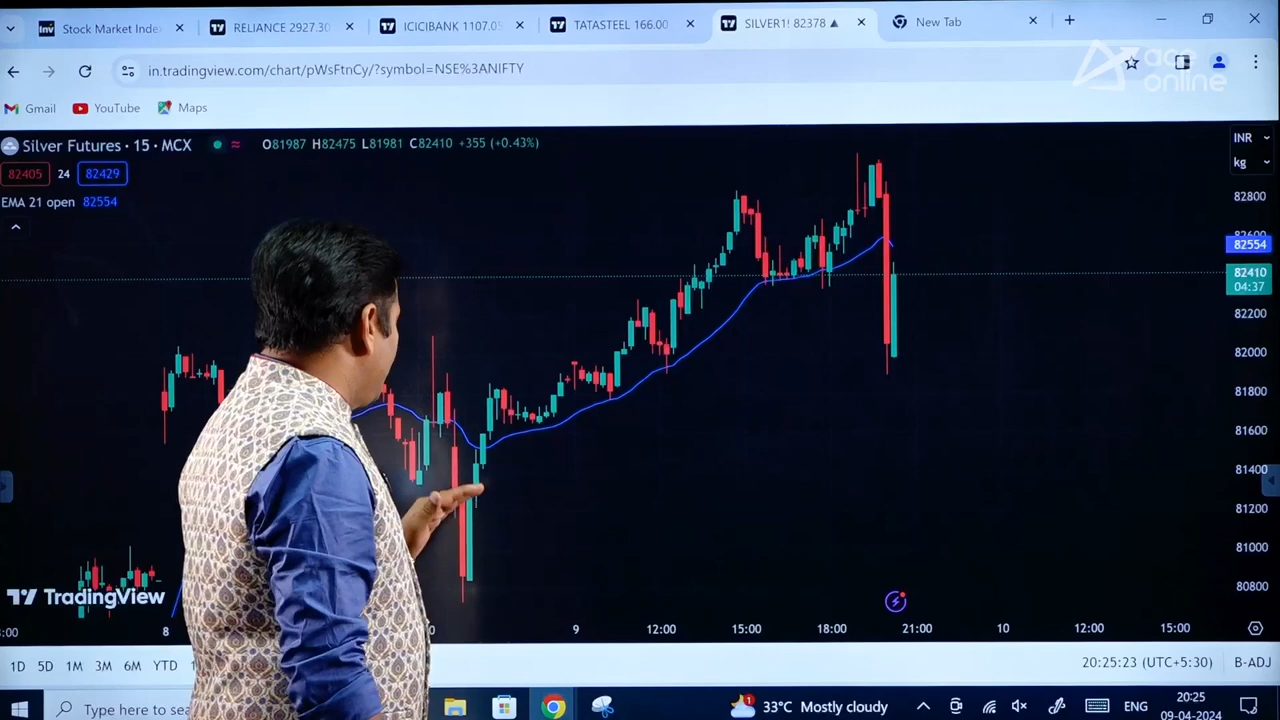 Stock Market Inde
RELIANCE 2927.30
ICICIBANK 1107.05
TATASTEEL 166.00
SILVER1! 82378 ▲
New Tab
in.tradingview.com/chart/pWsFtnCy/?symbol=NSE%3ANIFTY
ace
online
Gmail
YouTube
Maps
Silver Futures · 15 · MCX
O81987 H82475 L81981 C82410 +355 (+0.43%)
INR
kg
82405 24 82429
EMA 21 open 82554
82800
82600
82554
82410
04:37
82200
82000
81800
81600
81400
81200
81000
80800
TradingView
:00 8 9 12:00 15:00 18:00 21:00 10 12:00 15:00
1D 5D 1M 3M 6M YTD
20:25:23 (UTC+5:30) B-ADJ
Type here to sea
33°C Mostly cloudy
ENG
20:25
09-04-2024